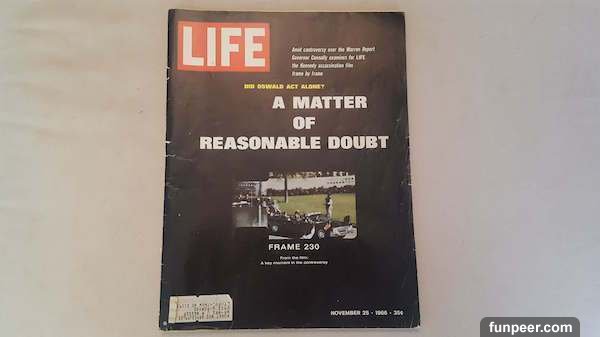 LIFE
Amid controversy over the Warren Report
Governor Connally examines for LIFE
the Kennedy assassination film
frame by frame
DID OSWALD ACT ALONE?
A MATTER
OF
REASONABLE DOUBT
FRAME 230
From the film:
A key moment in the controversy
NOVEMBER 25 · 1966 · 35¢
funpeer.com